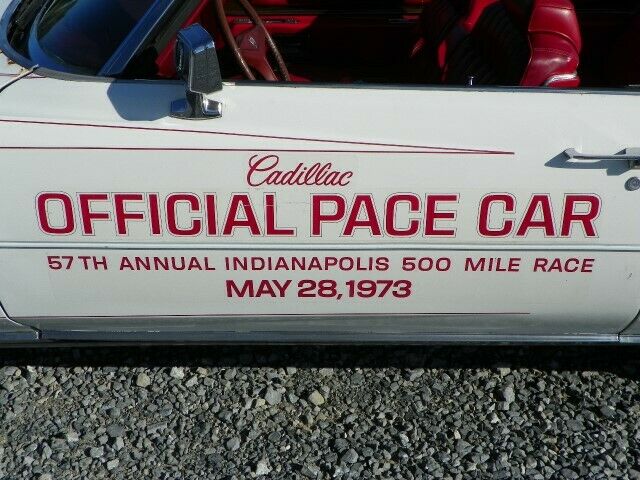 Cadillac
OFFICIAL PACE CAR
57TH ANNUAL INDIANAPOLIS 500 MILE RACE
MAY 28, 1973